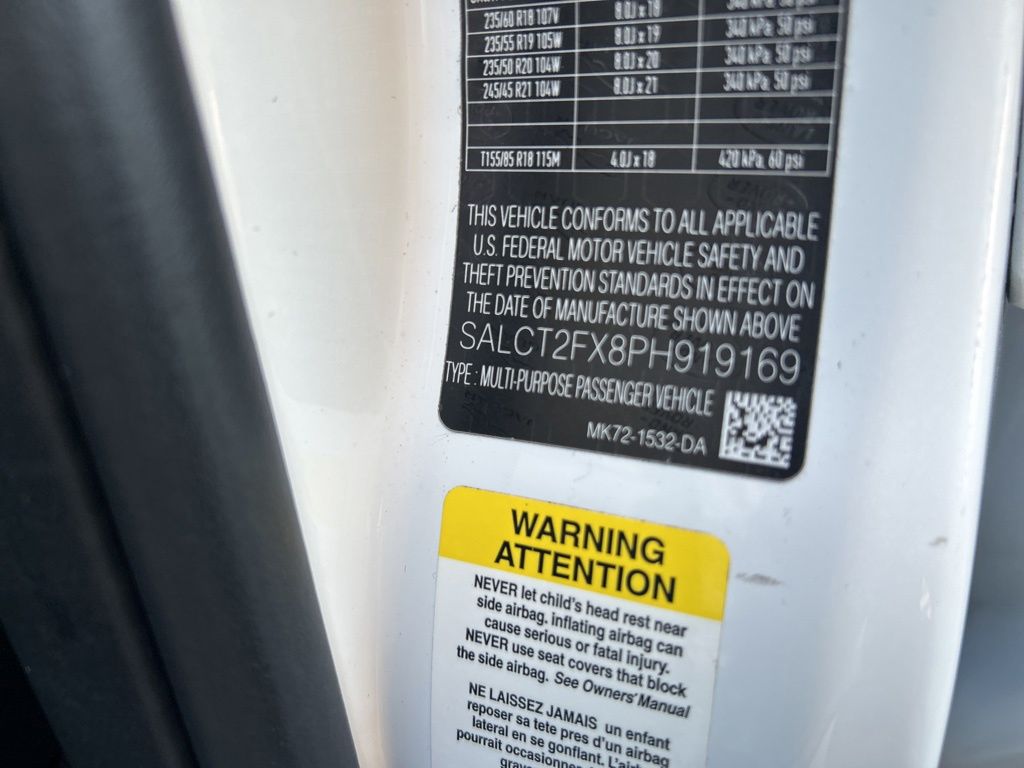 235/60 R18 107V 8.0J x 18 340 kPa, 50 psi
235/55 R19 105W 8.0J x 19 340 kPa, 50 psi
235/50 R20 104W 8.0J x 20 340 kPa, 50 psi
245/45 R21 104W 8.0J x 21 340 kPa, 50 psi
T155/85 R18 115M 4.0J x 18 420 kPa, 60 psi
THIS VEHICLE CONFORMS TO ALL APPLICABLE
U.S. FEDERAL MOTOR VEHICLE SAFETY AND
THEFT PREVENTION STANDARDS IN EFFECT ON
THE DATE OF MANUFACTURE SHOWN ABOVE
SALCT2FX8PH919169
TYPE : MULTI-PURPOSE PASSENGER VEHICLE
MK72-1532-DA
WARNING
ATTENTION
NEVER let child's head rest near
side airbag. Inflating airbag can
cause serious or fatal injury.
NEVER use seat covers that block
the side airbag. See Owners' Manual
NE LAISSEZ JAMAIS un enfant
reposer sa tete pres d'un airbag
lateral en se gonflant. L'airbag
pourrait occasionner